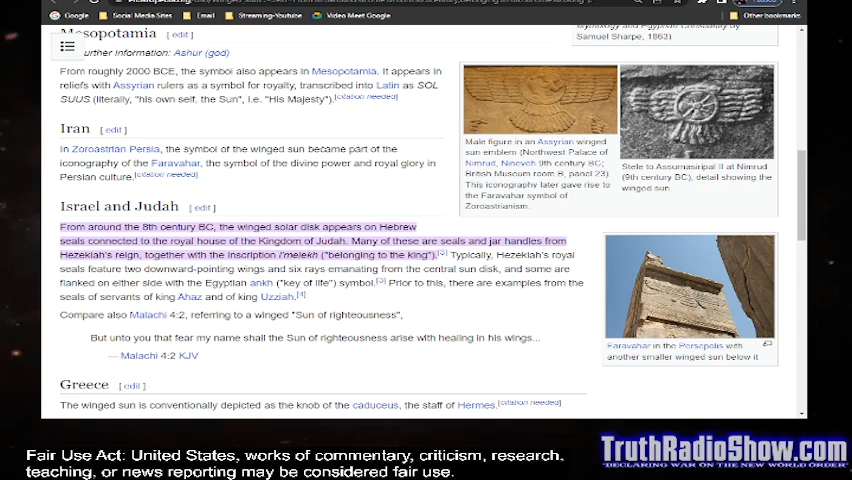 Google
Social Media Sites
Email
Streaming-Youtube
Video Meet Google
Other bookmarks
Mesopotamia [ edit ]
Further information: Ashur (god)
From roughly 2000 BCE, the symbol also appears in Mesopotamia. It appears in
reliefs with Assyrian rulers as a symbol for royalty, transcribed into Latin as SOL
SUUS (literally, "his own self, the Sun", i.e. "His Majesty").[citation needed]
Iran [ edit ]
In Zoroastrian Persia, the symbol of the winged sun became part of the
iconography of the Faravahar, the symbol of the divine power and royal glory in
Persian culture.[citation needed]
Israel and Judah [ edit ]
From around the 8th century BC, the winged solar disk appears on Hebrew
seals connected to the royal house of the Kingdom of Judah. Many of these are seals and jar handles from
Hezekiah's reign, together with the inscription l'melekh ("belonging to the king").[3] Typically, Hezekiah's royal
seals feature two downward-pointing wings and six rays emanating from the central sun disk, and some are
flanked on either side with the Egyptian ankh ("key of life") symbol.[3] Prior to this, there are examples from the
seals of servants of king Ahaz and of king Uzziah.[4]
Compare also Malachi 4:2, referring to a winged "Sun of righteousness",
But unto you that fear my name shall the Sun of righteousness arise with healing in his wings...
— Malachi 4:2 KJV
Greece [ edit ]
The winged sun is conventionally depicted as the knob of the caduceus, the staff of Hermes.[citation needed]
Mythology and Egyptian
Samuel Sharpe, 1863)
Male figure in an Assyrian winged
sun emblem (Northwest Palace of
Nimrud, Nineveh 9th century BC;
British Museum room B, panel 23)
This iconography later gave rise to
the Faravahar symbol of
Zoroastrianism.
Stele to Assurnasiripal II at Nimrud
(9th century BC), detail showing the
winged sun.
Faravahar in the Persepolis with
another smaller winged sun below it
Fair Use Act: United States, works of commentary, criticism, research,
teaching, or news reporting may be considered fair use.
TruthRadioShow.com
"DECLARING WAR ON THE NEW WORLD ORDER"